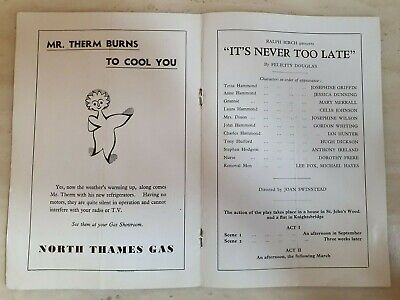 MR. THERM BURNS
TO COOL YOU
Yes, now the weather's warming up, along comes
Mr. Therm with his new refrigerators. Having no
motors, they are quite silent in operation and cannot
interfere with your radio or T.V.
See them at your Gas Showroom.
NORTH THAMES GAS
RALPH BIRCH presents
"IT'S NEVER TOO LATE"
By FELICITY DOUGLAS
Characters in order of appearance:
Tessa Hammond JOSEPHINE GRIFFIN
Anne Hammond JESSICA DUNNING
Grannie MARY MERRALL
Laura Hammond CELIA JOHNSON
Mrs. Dixon JOSEPHINE WILSON
John Hammond GORDON WHITING
Charles Hammond IAN HUNTER
Tony HUGH DICKSON
Stephen Hodgson ANTHONY IRELAND
Nurse DOROTHY FRERE
Removal Men LEE FOX, MICHAEL HAYES
Directed by JOAN SWINSTEAD
The action of the play takes place in a house in St. John's Wood
and a flat in Knightsbridge
ACT I
Scene 1 An afternoon in September
Scene 2 Three weeks later
ACT II
An afternoon, the following March